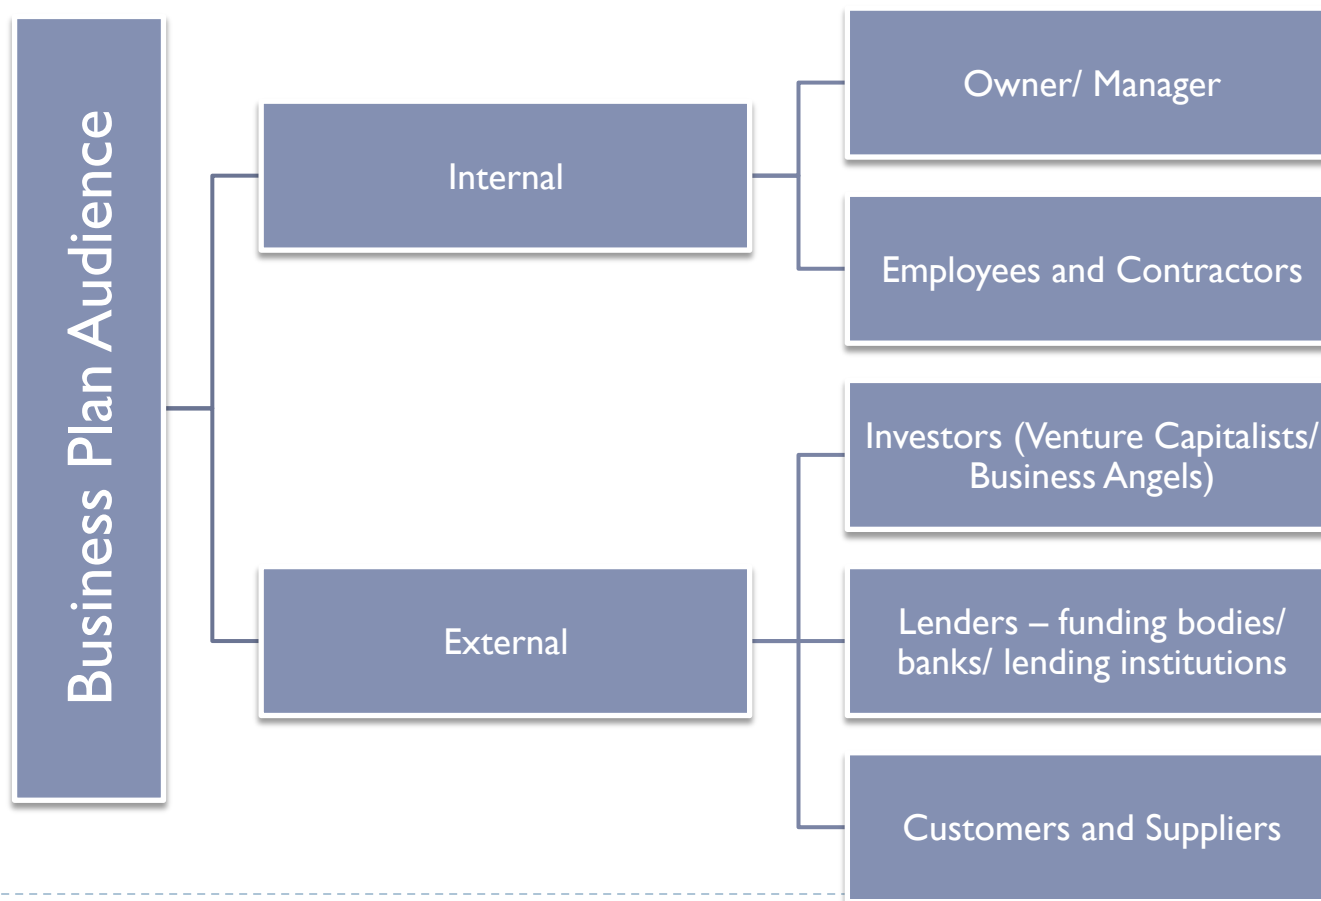 Business Plan Audience
Internal
Owner/ Manager
Employees and Contractors
External
Investors (Venture Capitalists/
Business Angels)
Lenders – funding bodies/
banks/ lending institutions
Customers and Suppliers